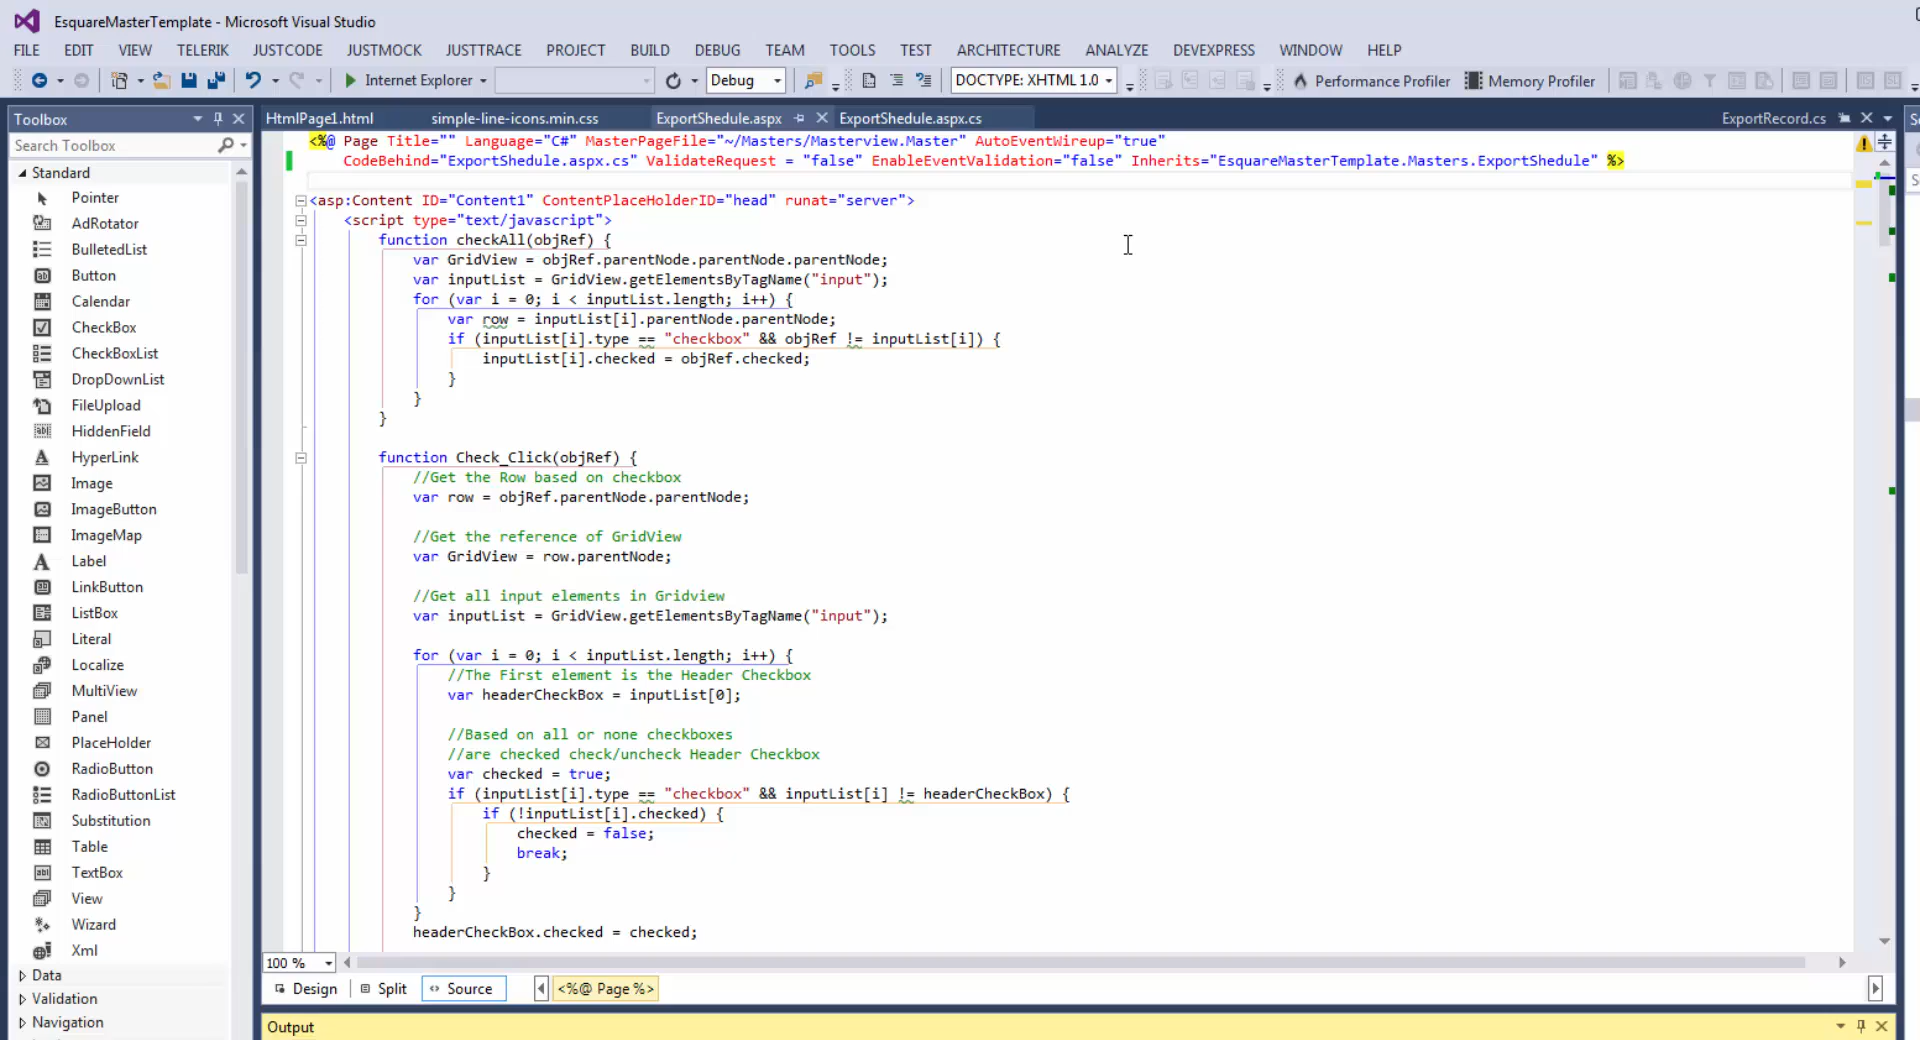 EsquareMasterTemplate - Microsoft Visual Studio
FILE EDIT VIEW TELERIK JUSTCODE JUSTMOCK JUSTTRACE PROJECT BUILD DEBUG TEAM TOOLS TEST ARCHITECTURE ANALYZE DEVEXPRESS WINDOW HELP
Internet Explorer Debug DOCTYPE: XHTML 1.0 Performance Profiler Memory Profiler
Toolbox
Search Toolbox
Standard
Pointer
AdRotator
BulletedList
Button
Calendar
CheckBox
CheckBoxList
DropDownList
FileUpload
HiddenField
HyperLink
Image
ImageButton
ImageMap
Label
LinkButton
ListBox
Literal
Localize
MultiView
Panel
PlaceHolder
RadioButton
RadioButtonList
Substitution
Table
TextBox
View
Wizard
Xml
Data
Validation
Navigation
HtmlPage1.html simple-line-icons.min.css ExportShedule.aspx ExportShedule.aspx.cs ExportRecord.cs
<%@ Page Title="" Language="C#" MasterPageFile="~/Masters/Masterview.Master" AutoEventWireup="true"
CodeBehind="ExportShedule.aspx.cs" ValidateRequest = "false" EnableEventValidation="false" Inherits="EsquareMasterTemplate.Masters.ExportShedule" %>
<asp:Content ID="Content1" ContentPlaceHolderID="head" runat="server">
<script type="text/javascript">
function checkAll(objRef) {
var GridView = objRef.parentNode.parentNode.parentNode;
var inputList = GridView.getElementsByTagName("input");
for (var i = 0; i < inputList.length; i++) {
var row = inputList[i].parentNode.parentNode;
if (inputList[i].type == "checkbox" && objRef != inputList[i]) {
inputList[i].checked = objRef.checked;
}
}
}
function Check_Click(objRef) {
//Get the Row based on checkbox
var row = objRef.parentNode.parentNode;
//Get the reference of GridView
var GridView = row.parentNode;
//Get all input elements in Gridview
var inputList = GridView.getElementsByTagName("input");
for (var i = 0; i < inputList.length; i++) {
//The First element is the Header Checkbox
var headerCheckBox = inputList[0];
//Based on all or none checkboxes
//are checked check/uncheck Header Checkbox
var checked = true;
if (inputList[i].type == "checkbox" && inputList[i] != headerCheckBox) {
if (!inputList[i].checked) {
checked = false;
break;
}
}
}
headerCheckBox.checked = checked;
100 %
Design Split Source <%@ Page %>
Output